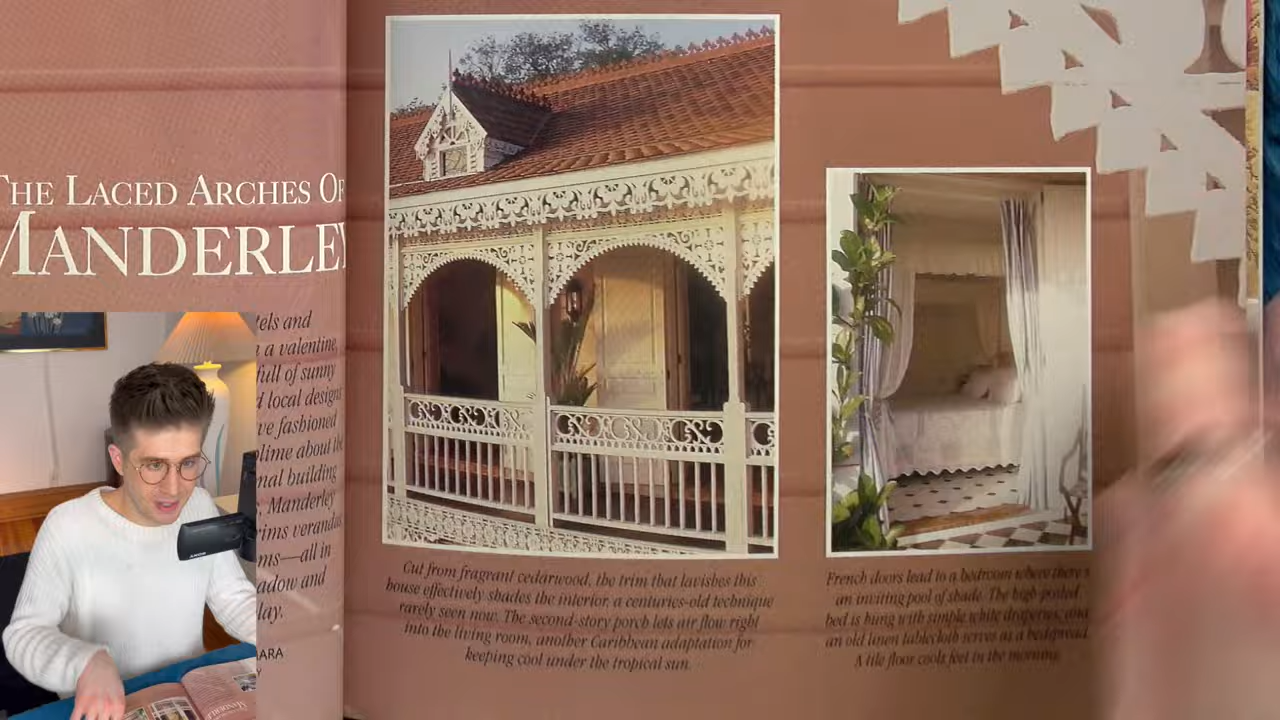 THE LACED ARCHES OF
MANDERLEY
tels and
a valentine,
full of sunny
d local designs
ve fashioned
lime about the
nal building
Manderley
rims verandas
ms—all in
adow and
lay.
ARA
Y
Cut from fragrant cedarwood, the trim that lavishes this
house effectively shades the interior, a centuries-old technique
rarely seen now. The second-story porch lets air flow right
into the living room, another Caribbean adaptation for
keeping cool under the tropical sun.
French doors lead to a bedroom where there's
an inviting pool of shade. The high-posted
bed is hung with simple white draperies, and
an old linen tablecloth serves as a bedspread.
A tile floor cools feet in the morning.